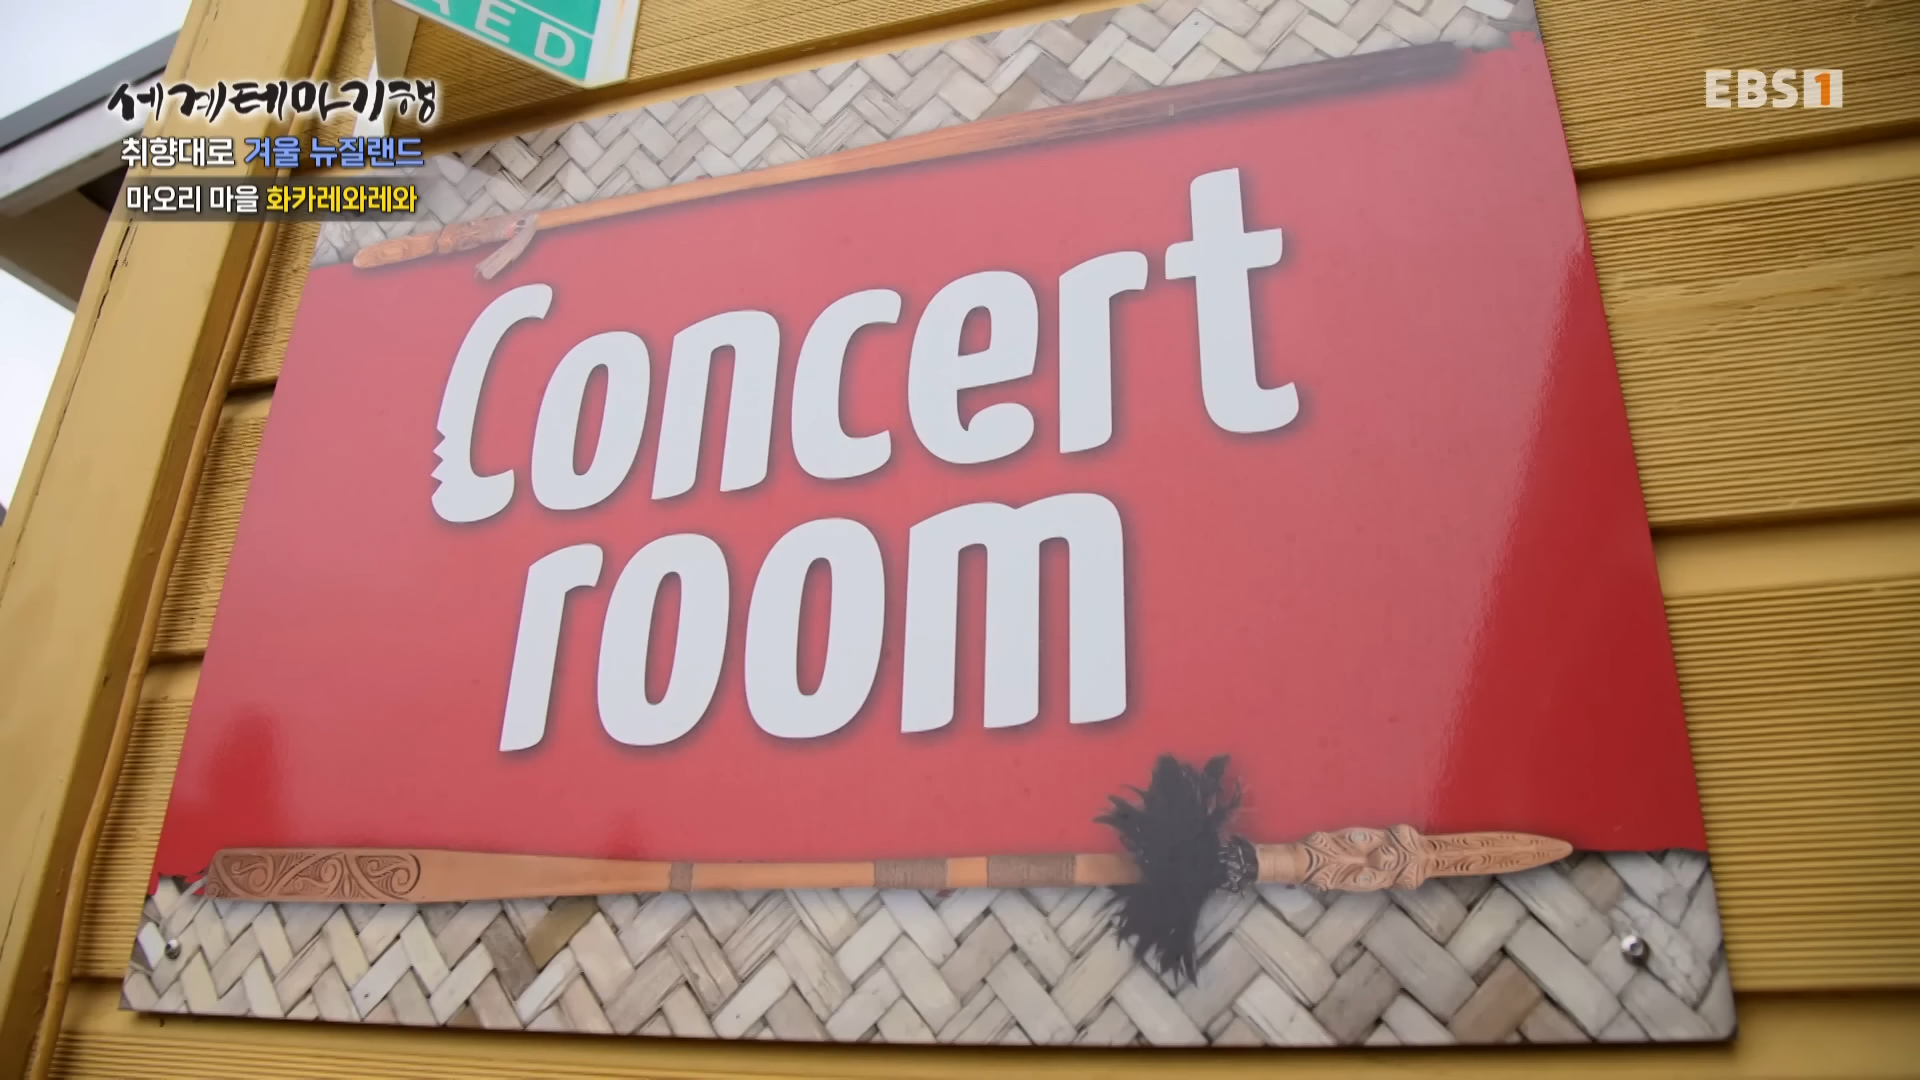 세계테마기행
취향대로 겨울 뉴질랜드
마오리 마을 화카레와레와
EBS1
Concert
room